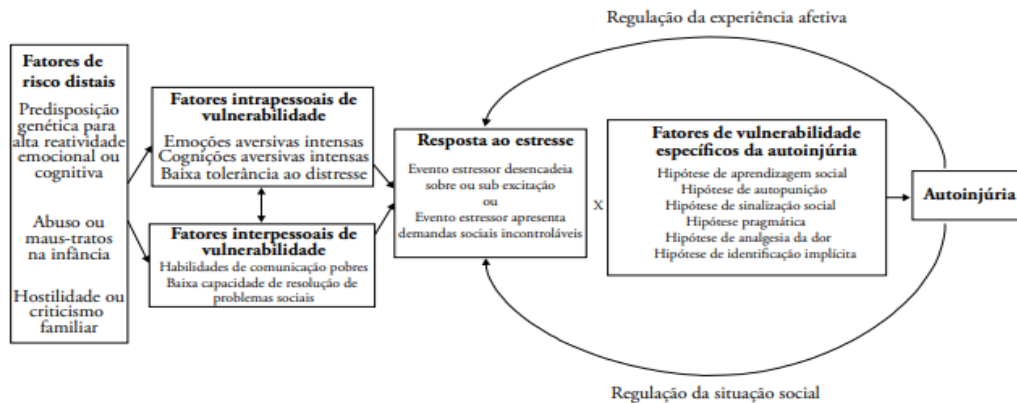 Regulação da experiência afetiva
Fatores de
risco distais
Predisposição
genética para
alta reatividade
emocional ou
cognitiva
Abuso ou
maus-tratos
na infância
Hostilidade ou
criticismo
familiar
Fatores intrapessoais de
vulnerabilidade
Emoções aversivas intensas
Cognições aversivas intensas
Baixa tolerância ao distresse
Fatores interpessoais de
vulnerabilidade
Habilidades de comunicação pobres
Baixa capacidade de resolução de
problemas sociais
Resposta ao estresse
Evento estressor desencadeia
sobre ou sub excitação
ou
Evento estressor apresenta
demandas sociais incontroláveis
X
Fatores de vulnerabilidade
específicos da autoinjúria
Hipótese de aprendizagem social
Hipótese de autopunição
Hipótese de sinalização social
Hipótese pragmática
Hipótese de analgesia da dor
Hipótese de identificação implícita
Autoinjúria
Regulação da situação social